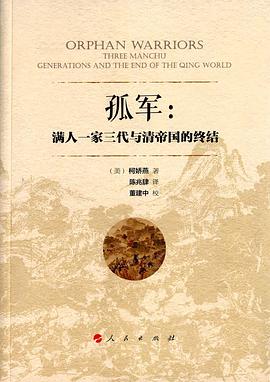 ORPHAN WARRIORS
THREE MANCHU
GENERATIONS AND THE END OF THE QING WORLD
孤军：
满人一家三代与清帝国的终结
（美）柯娇燕 著
陈兆肆 译
董建中 校
人民出版社